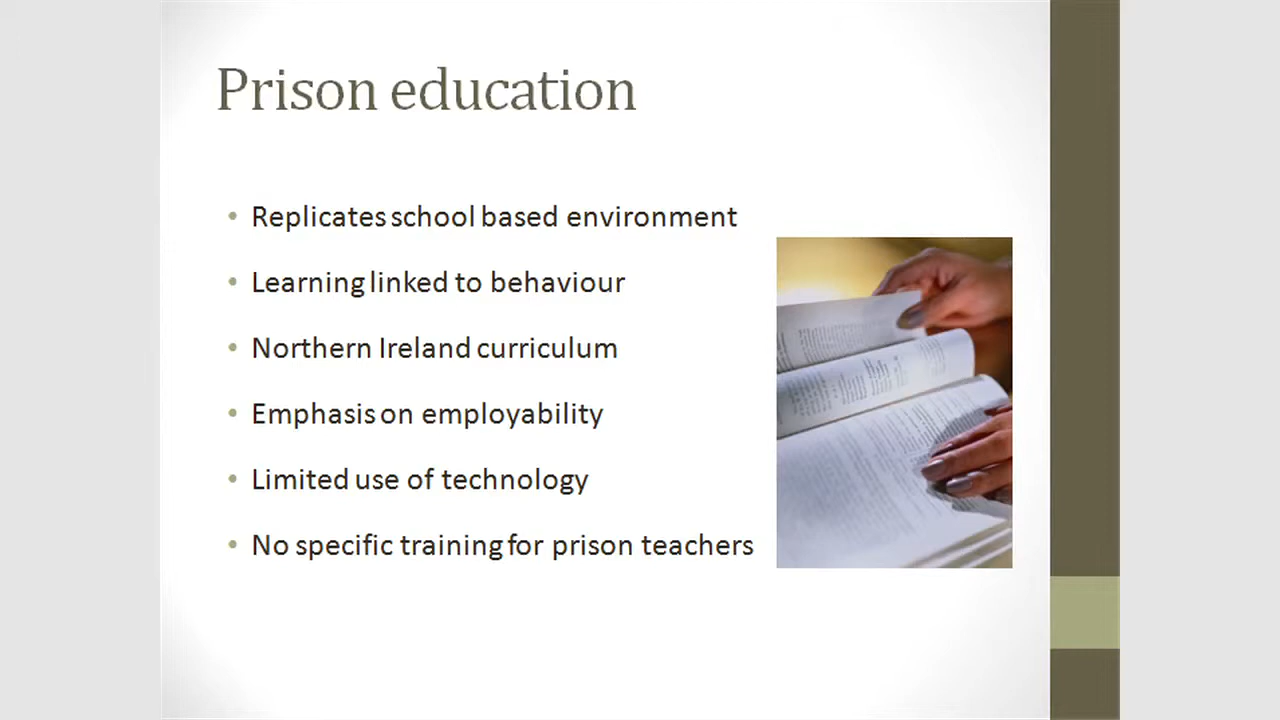 Prison education
• Replicates school based environment
• Learning linked to behaviour
• Northern Ireland curriculum
• Emphasis on employability
• Limited use of technology
• No specific training for prison teachers